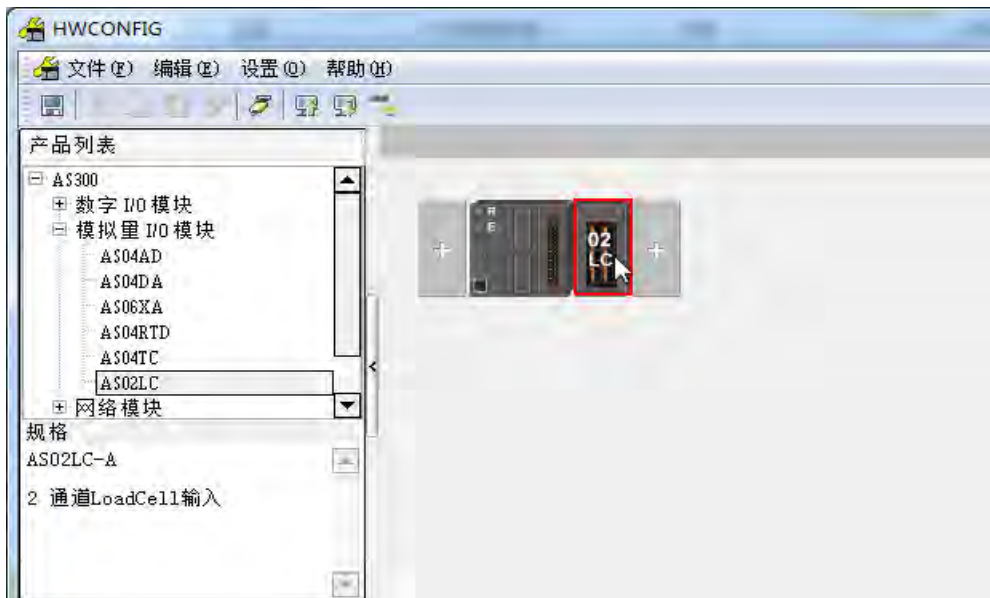 HWCONFIG
文件(F) 编辑(E) 设置(O) 帮助(H)
产品列表
AS300
数字 I/O 模块
模拟量 I/O 模块
AS04AD
AS04DA
AS06XA
AS04RTD
AS04TC
AS02LC
网络模块
规格
AS02LC-A
2 通道LoadCell输入
R
E
02
LC